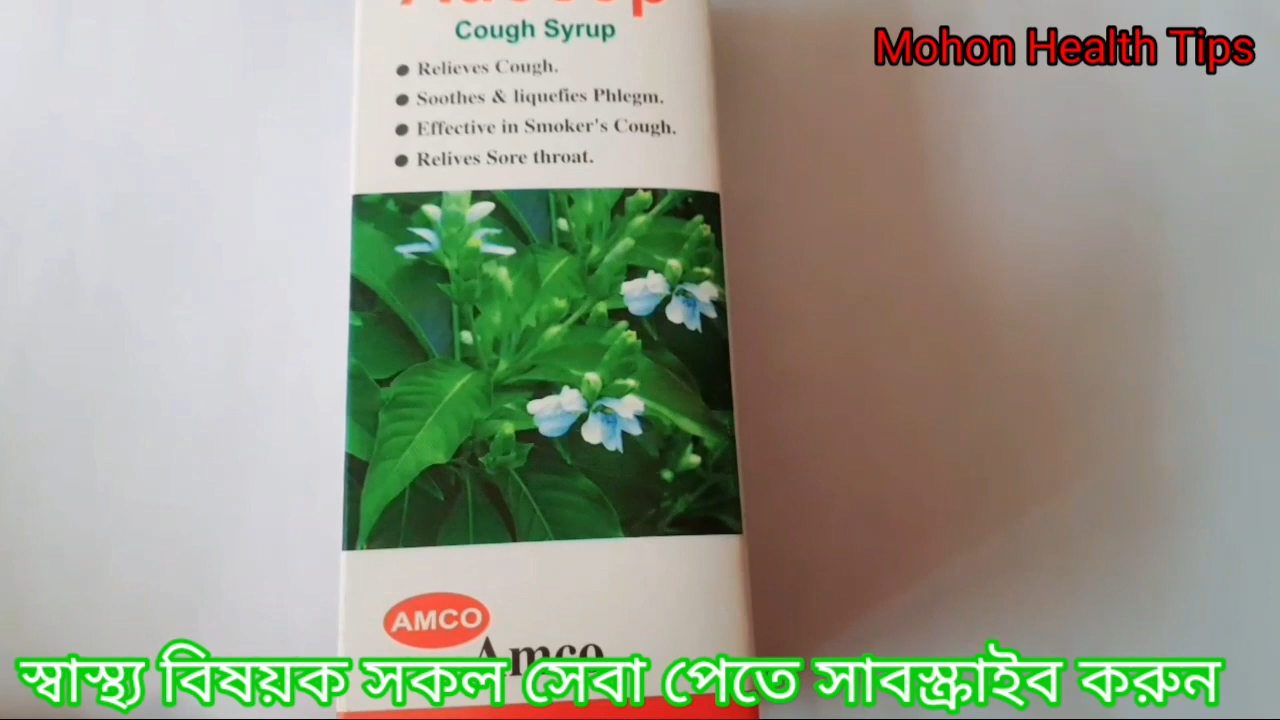 Mohon Health Tips
Cough Syrup
Relieves Cough.
Soothes & liquefies Phlegm.
Effective in Smoker's Cough.
Relives Sore throat.
AMCO
Amco
স্বাস্থ্য বিষয়ক সকল সেবা পেতে সাবস্ক্রাইব করুন